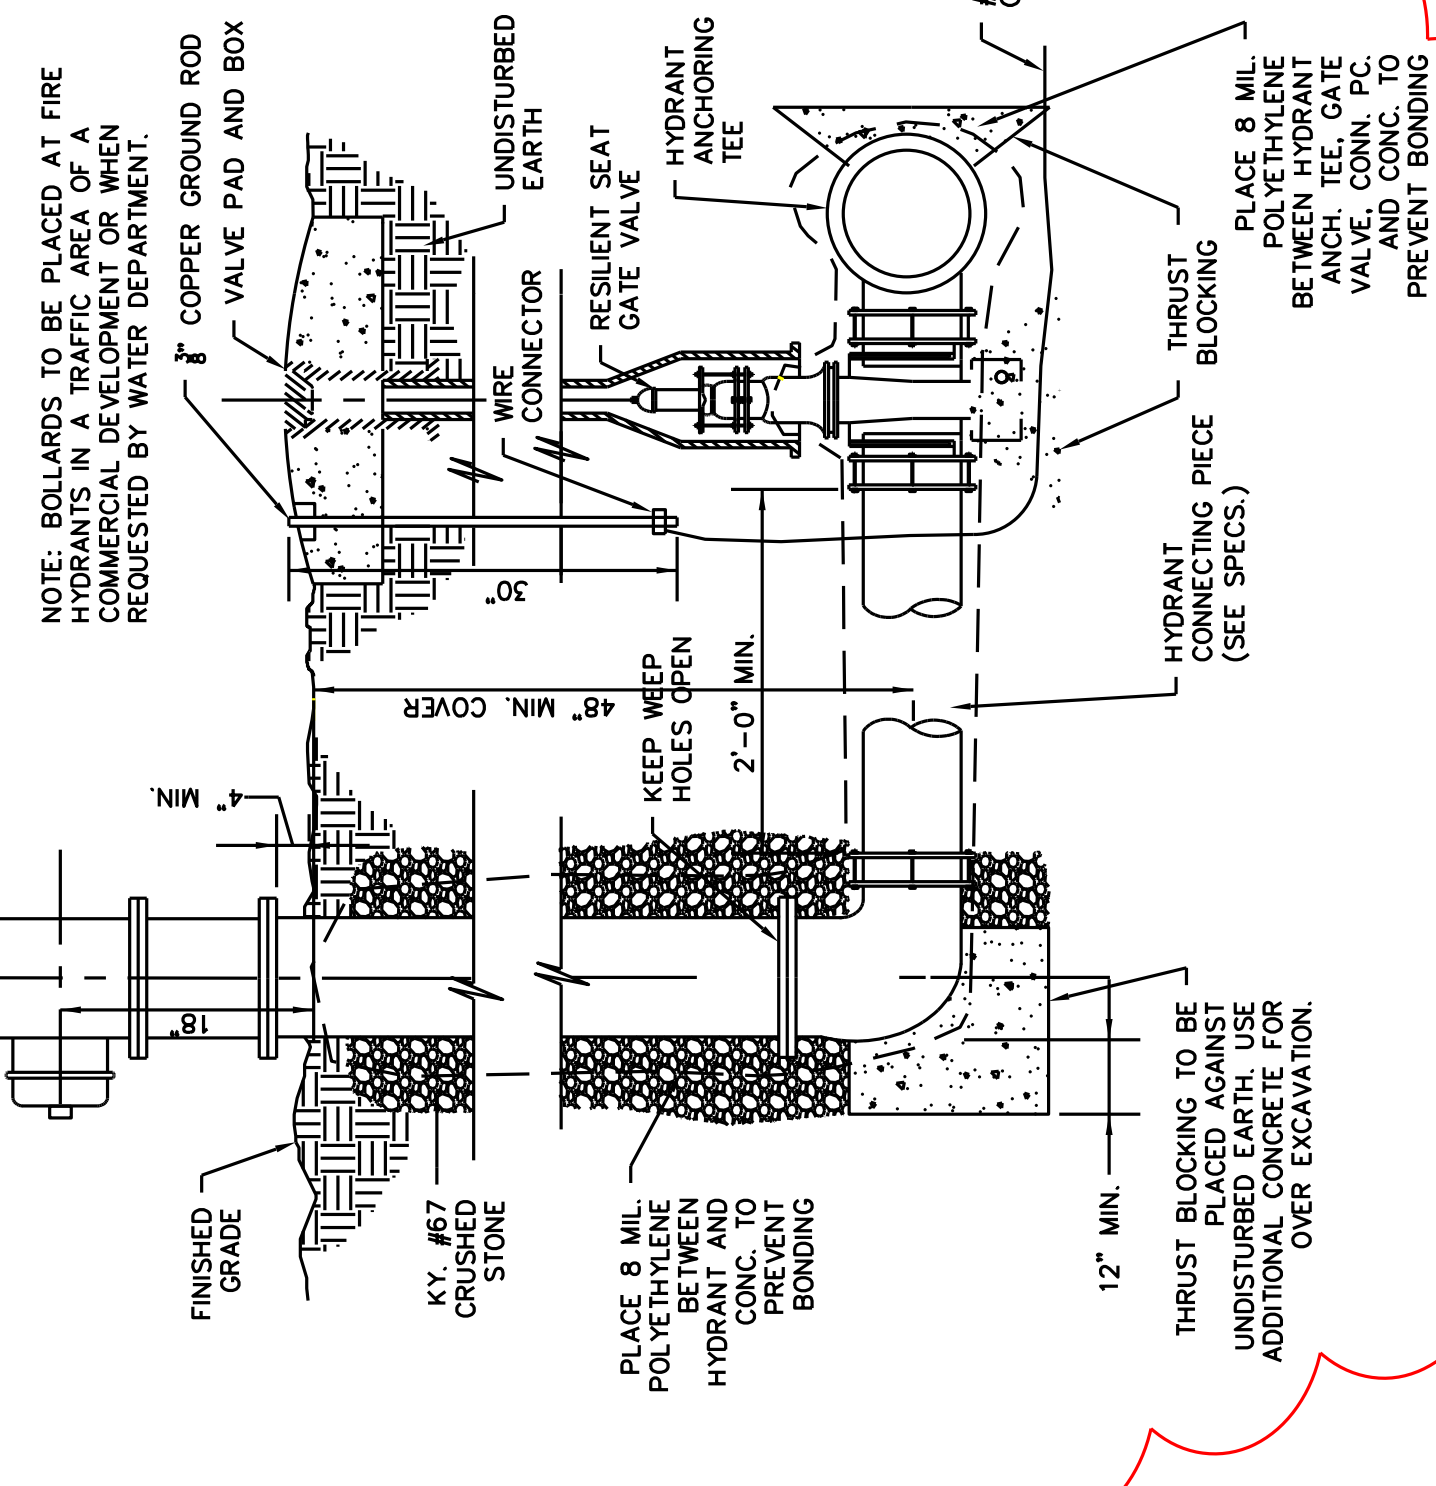 NOTE: BOLLARDS TO BE PLACED AT FIRE
HYDRANTS IN A TRAFFIC AREA OF A
COMMERCIAL DEVELOPMENT OR WHEN
REQUESTED BY WATER DEPARTMENT.
3"
8
COPPER GROUND ROD
VALVE PAD AND BOX
UNDISTURBED
EARTH
WIRE
CONNECTOR
RESILIENT SEAT
GATE VALVE
HYDRANT
ANCHORING
TEE
PLACE 8 MIL.
POLYETHYLENE
BETWEEN HYDRANT
ANCH. TEE, GATE
VALVE, CONN. PC.
AND CONC. TO
PREVENT BONDING
THRUST
BLOCKING
HYDRANT
CONNECTING PIECE
(SEE SPECS.)
30"
48" MIN. COVER
KEEP WEEP
HOLES OPEN
2'-0" MIN.
4"
MIN.
18"
FINISHED
GRADE
KY. #67
CRUSHED
STONE
PLACE 8 MIL.
POLYETHYLENE
BETWEEN
HYDRANT AND
CONC. TO
PREVENT
BONDING
12" MIN.
THRUST BLOCKING TO BE
PLACED AGAINST
UNDISTURBED EARTH. USE
ADDITIONAL CONCRETE FOR
OVER EXCAVATION.